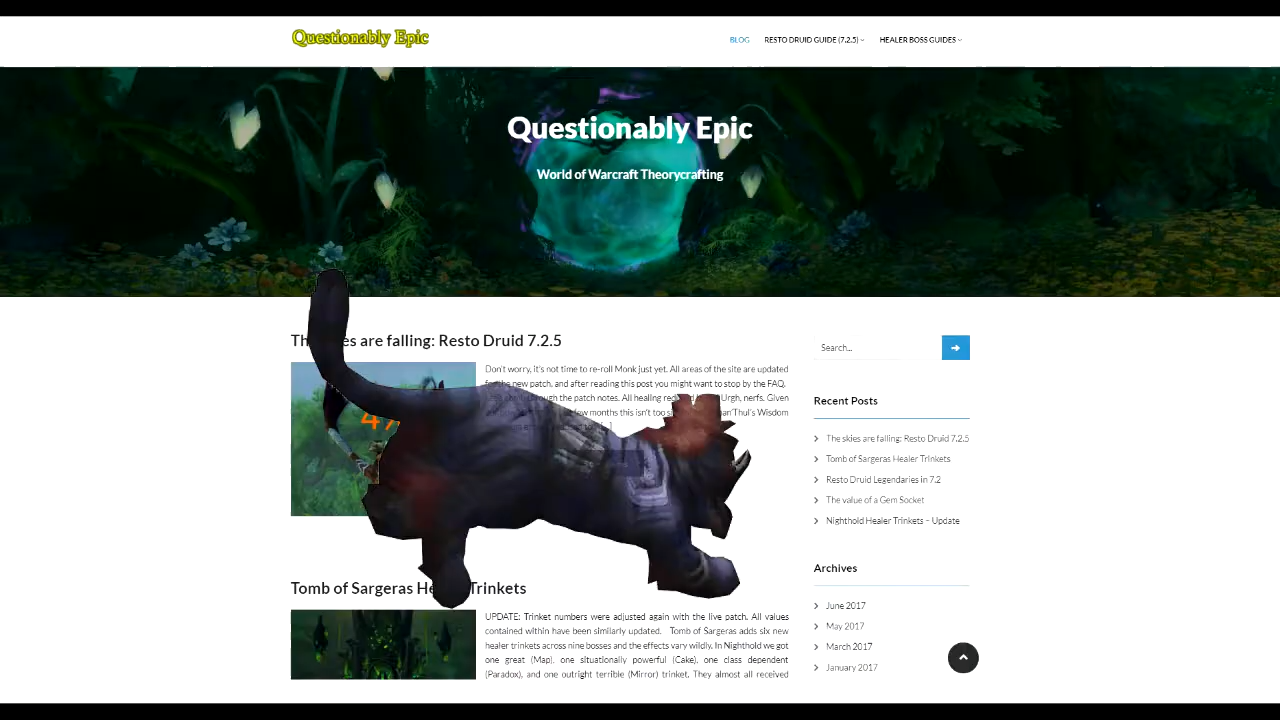 Questionably Epic
BLOG RESTO DRUID GUIDE (7.2.5) HEALER BOSS GUIDES
Questionably Epic
World of Warcraft Theorycrafting
The skies are falling: Resto Druid 7.2.5
Don't worry, it's not time to re-roll Monk just yet. All areas of the site are updated
for the new patch, and after reading this post you might want to stop by the FAQ.
through the patch notes. All healing Urgh, nerfs. Given
few months this isn't too Thul's Wisdom
[...]
Tomb of Sargeras Trinkets
UPDATE: Trinket numbers were adjusted again with the live patch. All values
contained within have been similarly updated. Tomb of Sargeras adds six new
healer trinkets across nine bosses and the effects vary wildly. In Nighthold we got
one great (Map), one situationally powerful (Cake), one class dependent
(Paradox), and one outright terrible (Mirror) trinket. They almost all received
Search...
Recent Posts
The skies are falling: Resto Druid 7.2.5
Tomb of Sargeras Healer Trinkets
Resto Druid Legendaries in 7.2
The value of a Gem Socket
Nighthold Healer Trinkets – Update
Archives
June 2017
May 2017
March 2017
January 2017